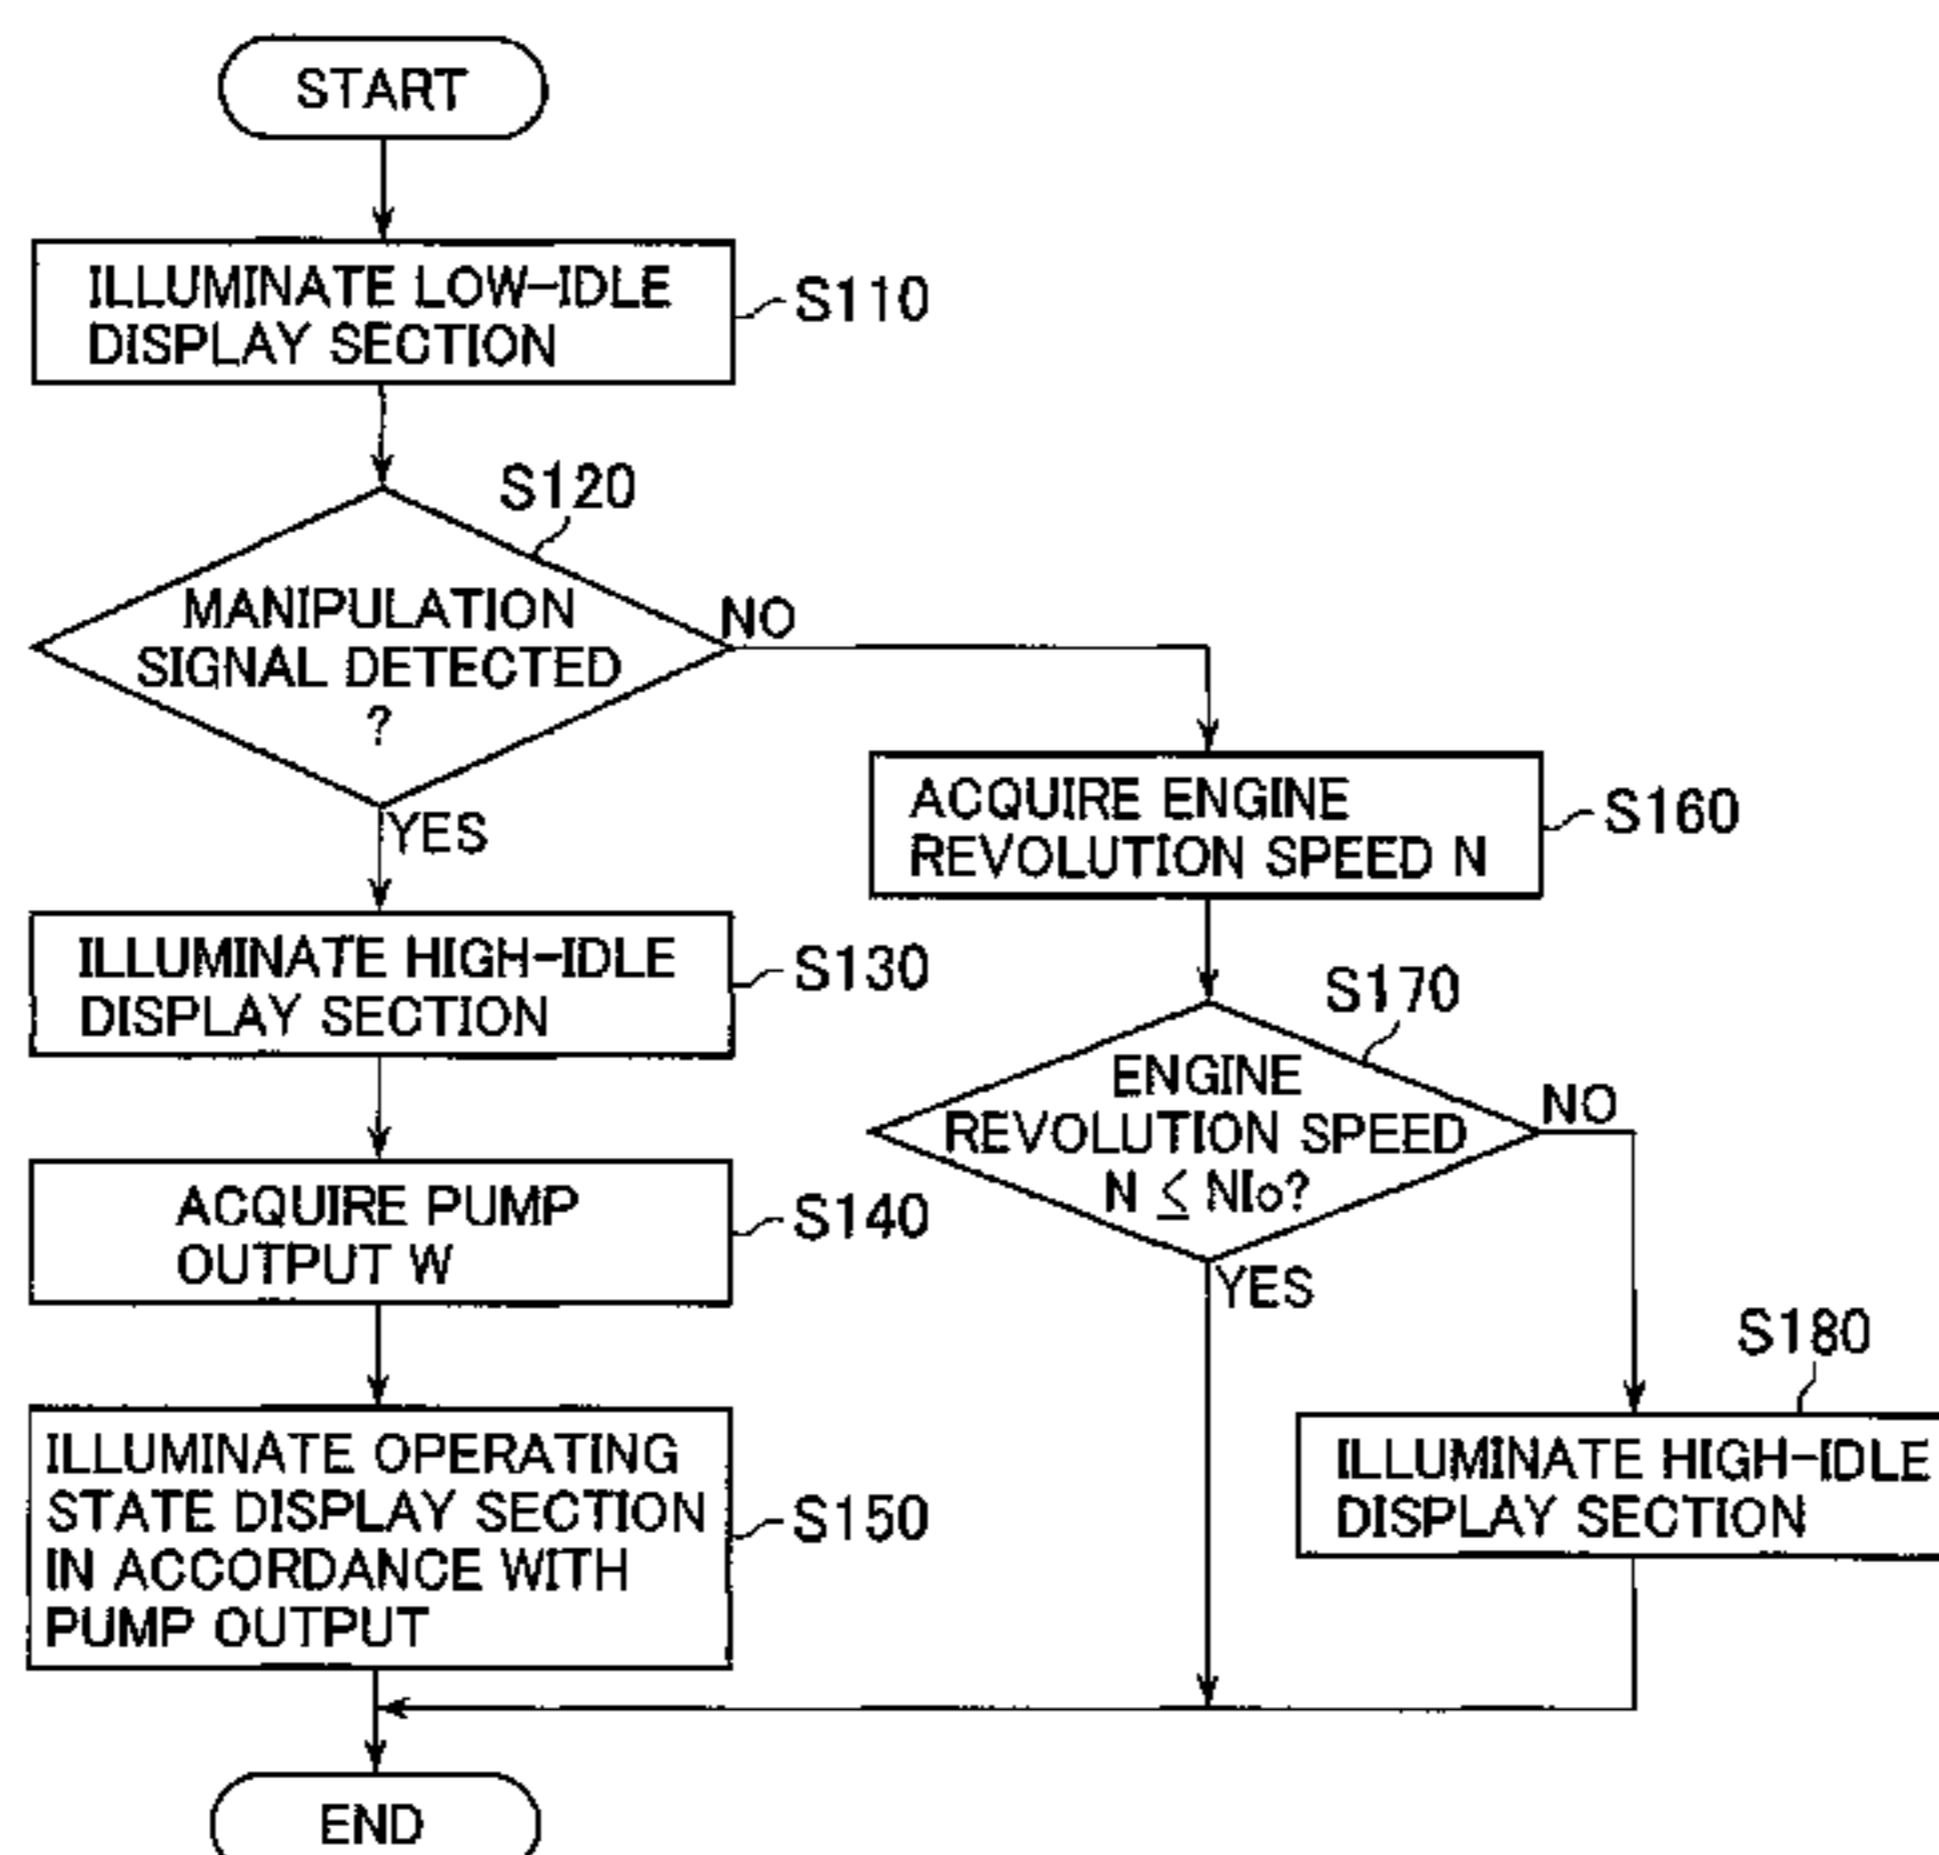 START
ILLUMINATE LOW-IDLE
DISPLAY SECTION
S110
S120
MANIPULATION
SIGNAL DETECTED
?
NO
YES
ILLUMINATE HIGH-IDLE
DISPLAY SECTION
S130
ACQUIRE PUMP
OUTPUT W
S140
ILLUMINATE OPERATING
STATE DISPLAY SECTION
IN ACCORDANCE WITH
PUMP OUTPUT
S150
ACQUIRE ENGINE
REVOLUTION SPEED N
S160
S170
ENGINE
REVOLUTION SPEED
N ≤ NIo?
NO
YES
S180
ILLUMINATE HIGH-IDLE
DISPLAY SECTION
END